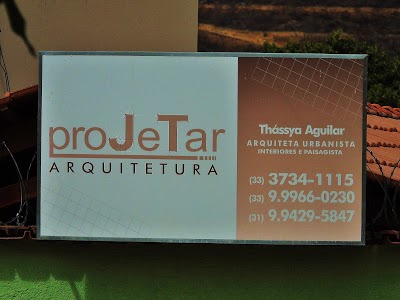 proJeTar
ARQUITETURA
Thássya Aguilar
ARQUITETA URBANISTA
INTERIORES E PAISAGISTA
(33) 3734-1115
(33) 9.9966-0230
(31) 9.9429-5847